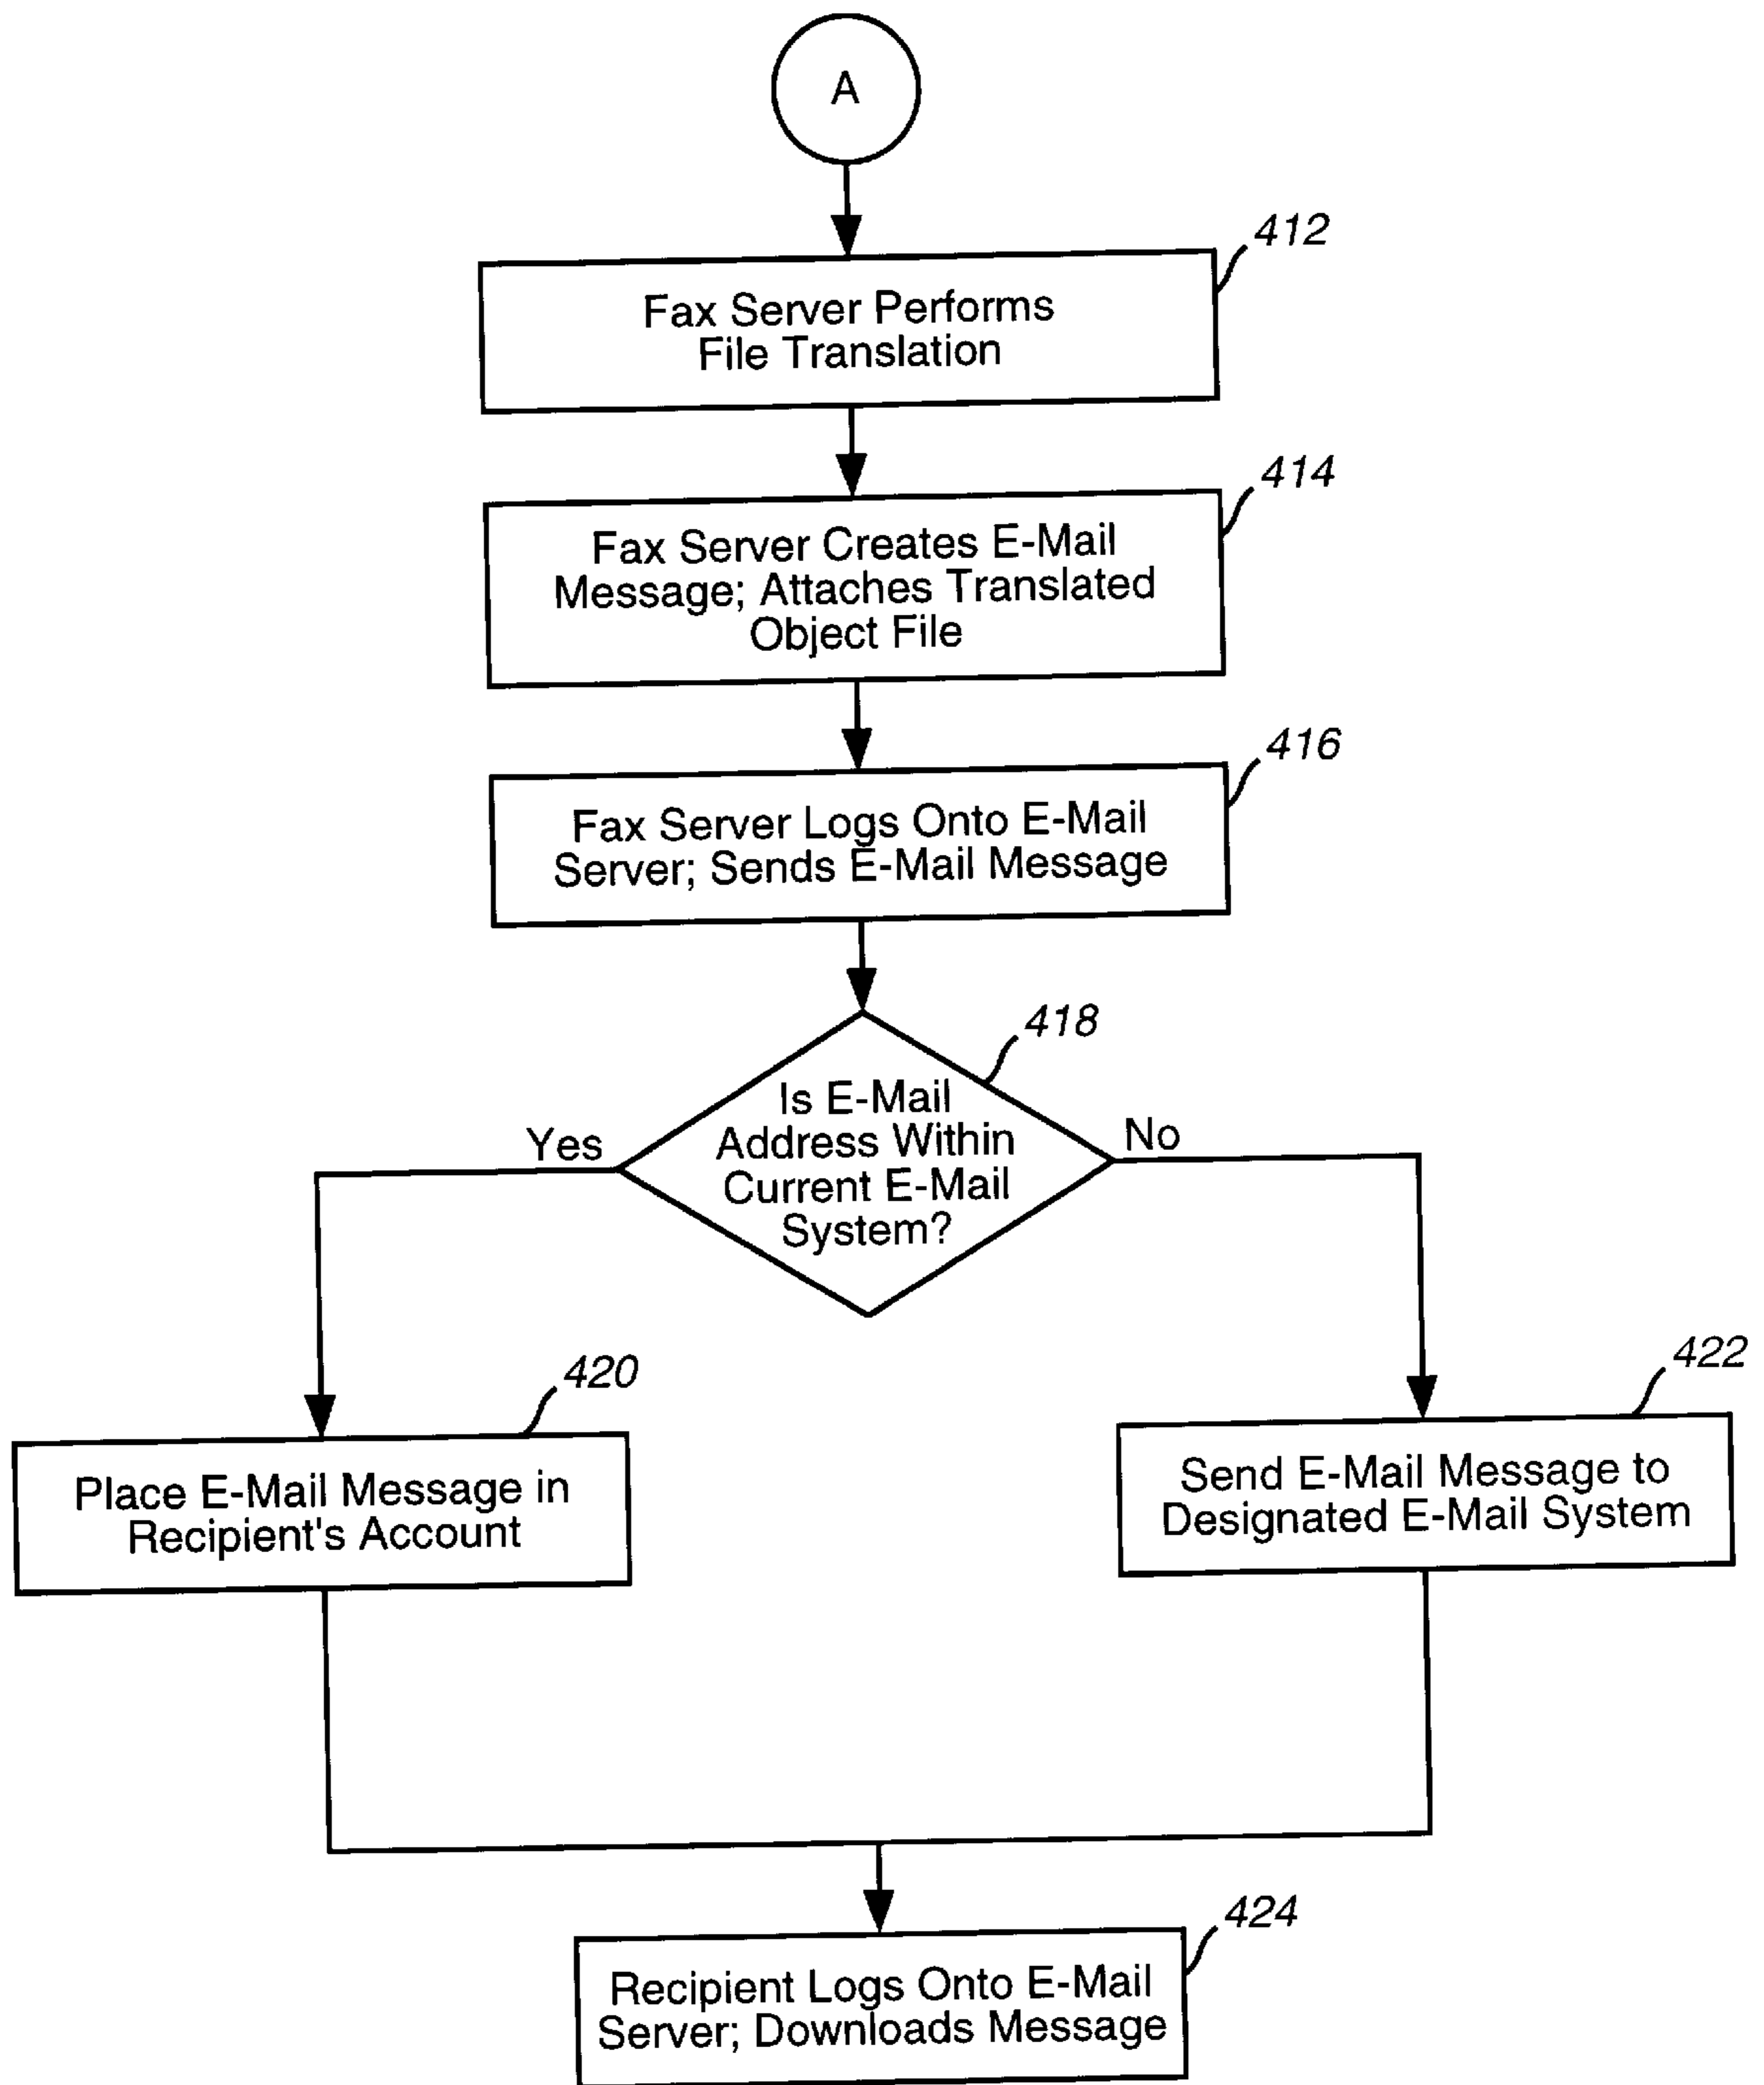 A
412
Fax Server Performs
File Translation
414
Fax Server Creates E-Mail
Message; Attaches Translated
Object File
416
Fax Server Logs Onto E-Mail
Server; Sends E-Mail Message
418
Is E-Mail
Address Within
Current E-Mail
System?
Yes
No
420
Place E-Mail Message in
Recipient's Account
422
Send E-Mail Message to
Designated E-Mail System
424
Recipient Logs Onto E-Mail
Server; Downloads Message